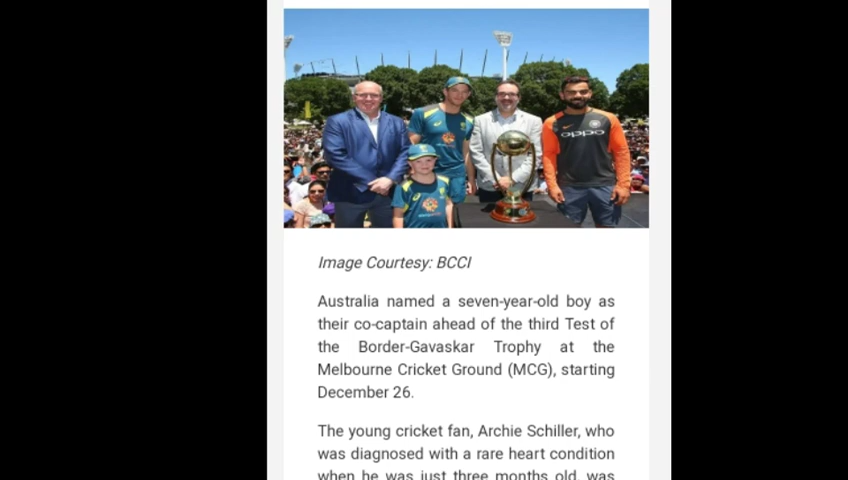 oppo
Image Courtesy: BCCI
Australia named a seven-year-old boy as
their co-captain ahead of the third Test of
the Border-Gavaskar Trophy at the
Melbourne Cricket Ground (MCG), starting
December 26.
The young cricket fan, Archie Schiller, who
was diagnosed with a rare heart condition
when he was just three months old, was